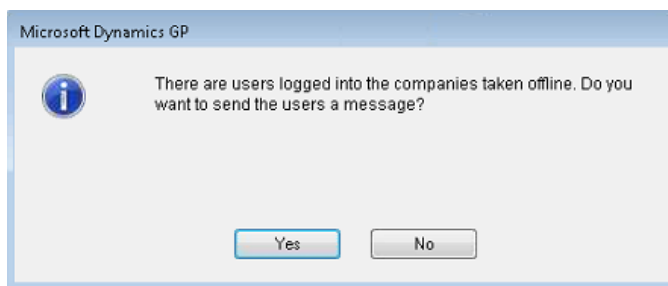 Microsoft Dynamics GP
There are users logged into the companies taken offline. Do you
want to send the users a message?
Yes
No